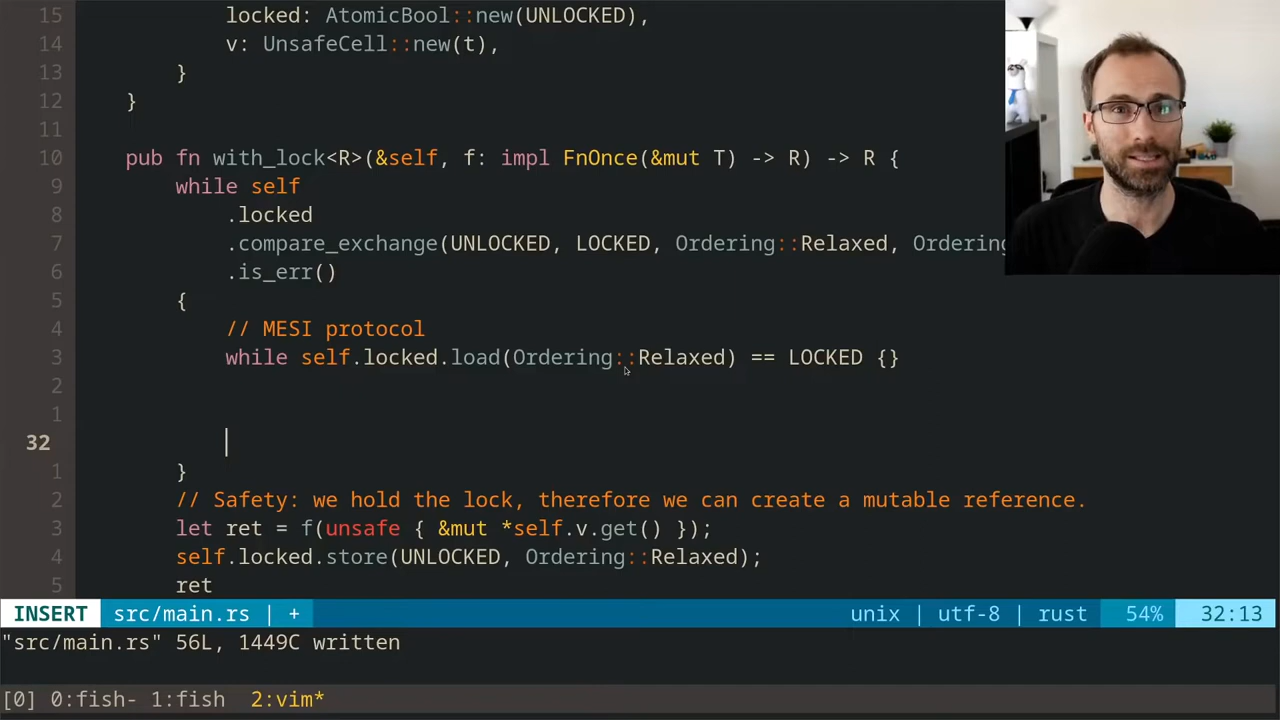 15 locked: AtomicBool::new(UNLOCKED),
14 v: UnsafeCell::new(t),
13 }
12 }
11
10 pub fn with_lock<R>(&self, f: impl FnOnce(&mut T) -> R) -> R {
9 while self
8 .locked
7 .compare_exchange(UNLOCKED, LOCKED, Ordering::Relaxed, Ordering
6 .is_err()
5 {
4 // MESI protocol
3 while self.locked.load(Ordering::Relaxed) == LOCKED {}
2
1
32
1 }
2 // Safety: we hold the lock, therefore we can create a mutable reference.
3 let ret = f(unsafe { &mut *self.v.get() });
4 self.locked.store(UNLOCKED, Ordering::Relaxed);
5 ret
INSERT src/main.rs | + unix | utf-8 | rust 54% 32:13
"src/main.rs" 56L, 1449C written
[0] 0:fish- 1:fish 2:vim*